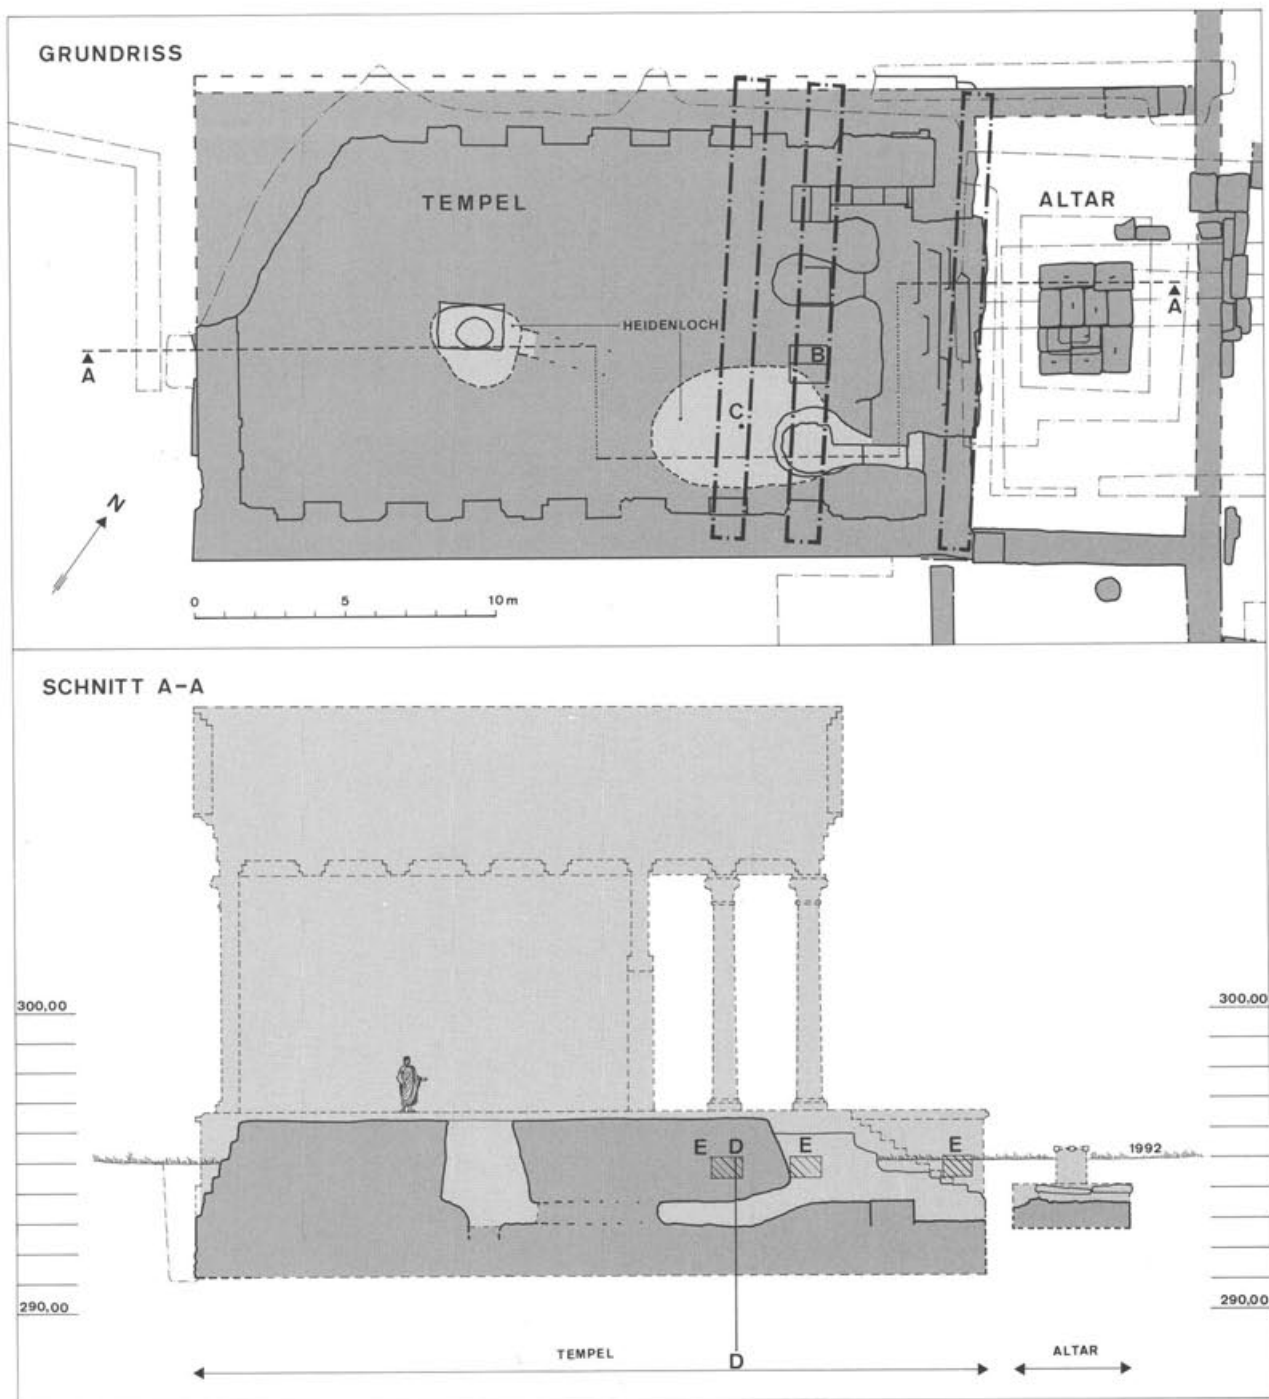 GRUNDRISS
TEMPEL
ALTAR
HEIDENLOCH
A
A
B
C
N
0 5 10 m
SCHNITT A-A
300,00
300,00
E D E E
1992
290,00
290,00
TEMPEL
ALTAR
D